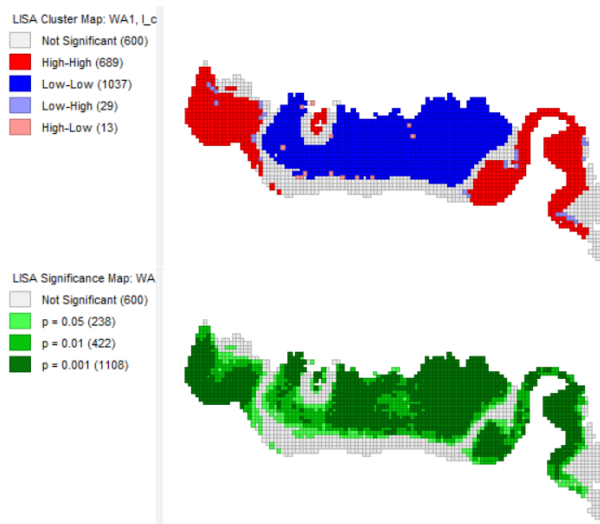 LISA Cluster Map: WA1, I_c
Not Significant (600)
High-High (689)
Low-Low (1037)
Low-High (29)
High-Low (13)
LISA Significance Map: WA
Not Significant (600)
p = 0.05 (238)
p = 0.01 (422)
p = 0.001 (1108)